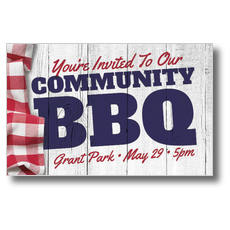 You're Invited To Our
COMMUNITY
BBQ
Grant Park • May 29 • 5pm